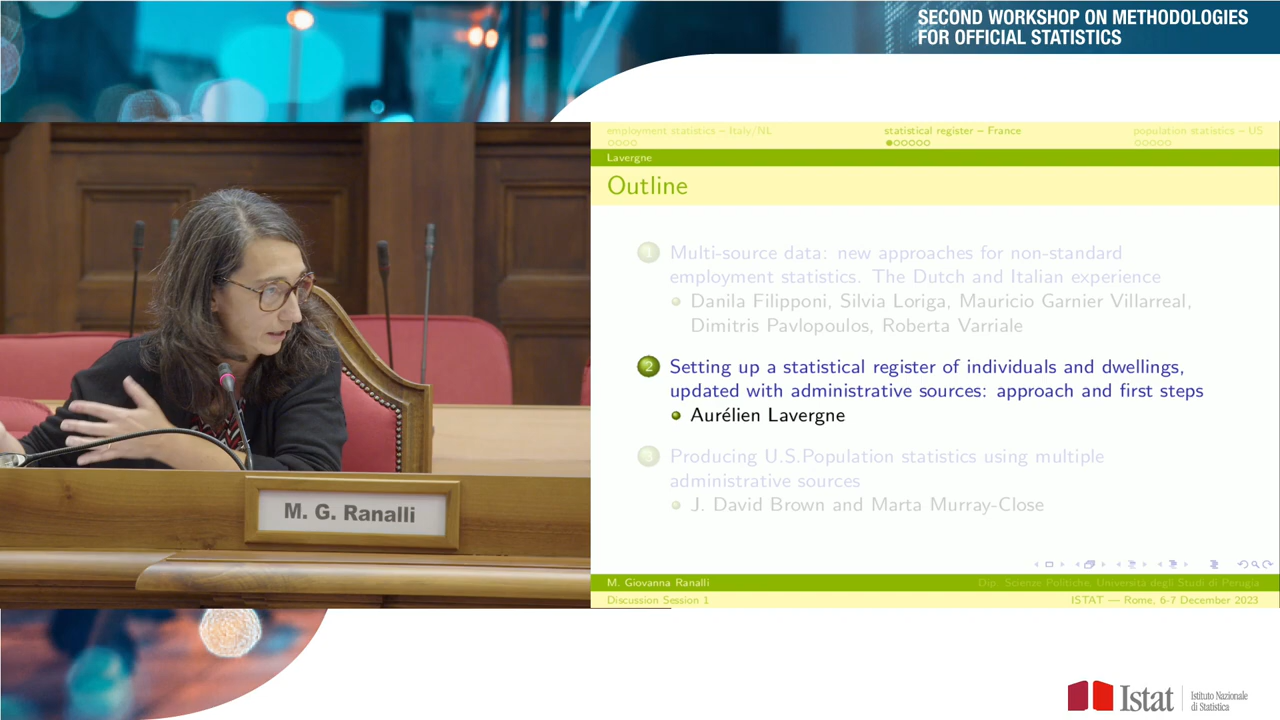 SECOND WORKSHOP ON METHODOLOGIES
FOR OFFICIAL STATISTICS
employment statistics – Italy/NL
statistical register – France
population statistics – US
Lavergne
Outline
1 Multi-source data: new approaches for non-standard
employment statistics. The Dutch and Italian experience
Danila Filipponi, Silvia Loriga, Mauricio Garnier Villarreal,
Dimitris Pavlopoulos, Roberta Varriale
2 Setting up a statistical register of individuals and dwellings,
updated with administrative sources: approach and first steps
Aurélien Lavergne
3 Producing U.S.Population statistics using multiple
administrative sources
J. David Brown and Marta Murray-Close
M. G. Ranalli
M. Giovanna Ranalli
Dip. Scienze Politiche, Università degli Studi di Perugia
Discussion Session 1
ISTAT — Rome, 6-7 December 2023
Istat
Istituto Nazionale
di Statistica